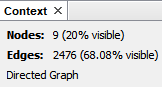 Context
Nodes: 9 (20% visible)
Edges: 2476 (68.08% visible)
Directed Graph